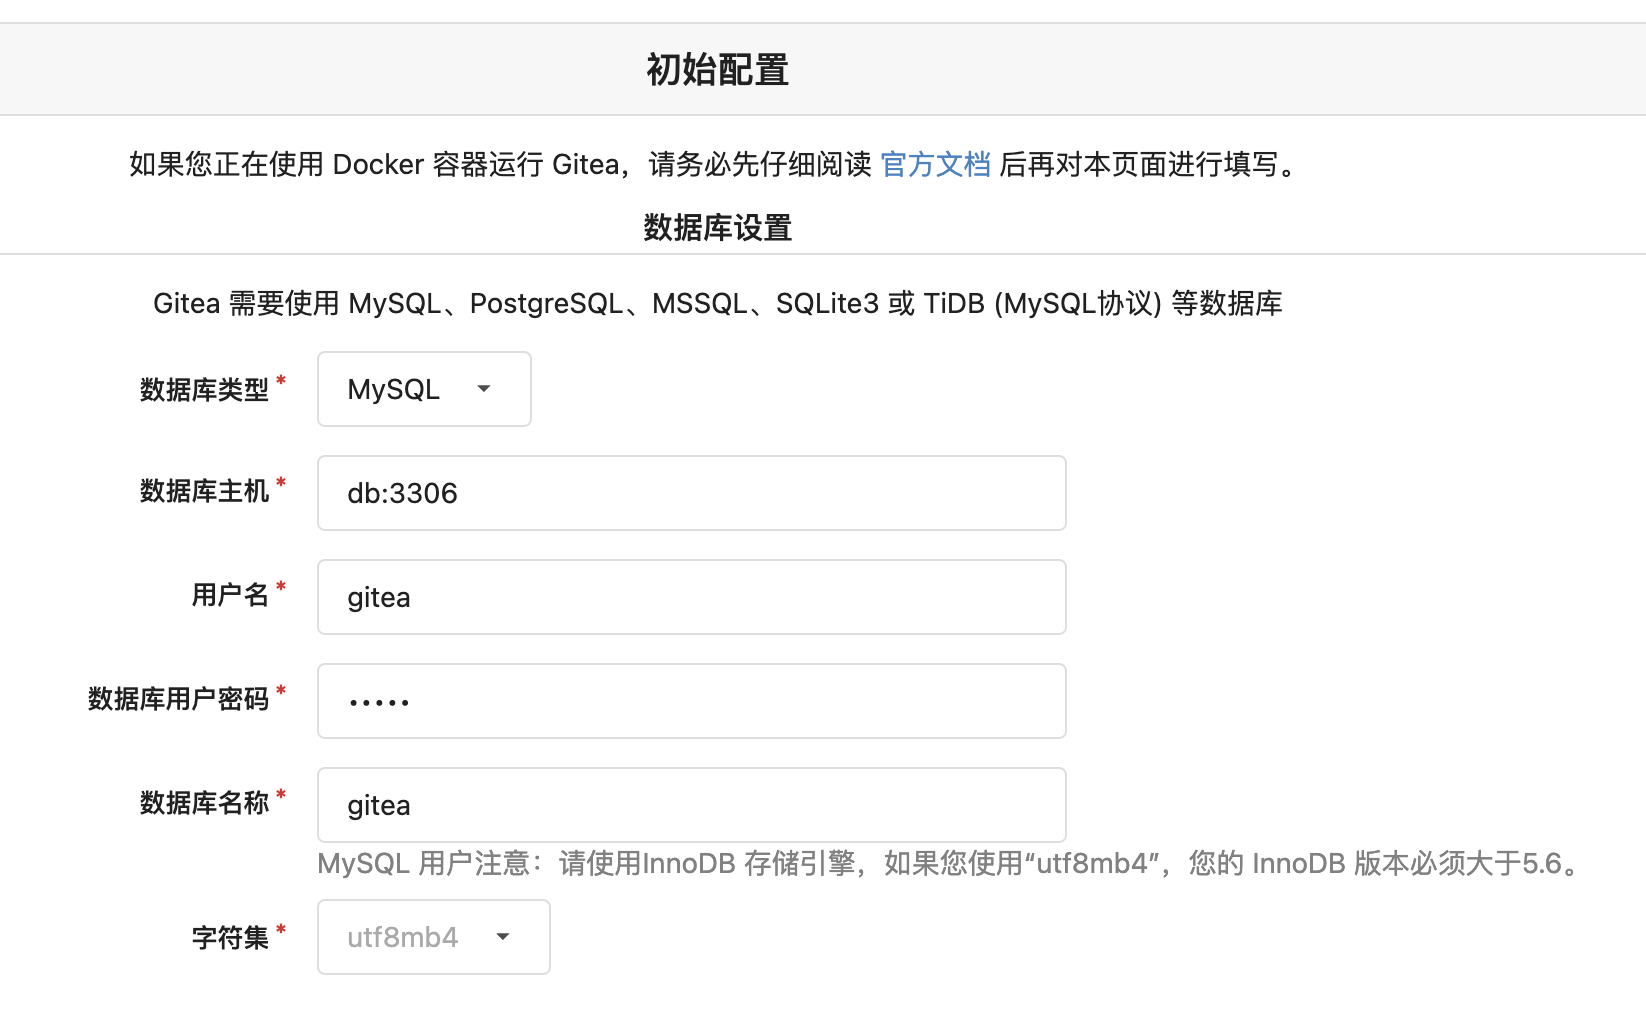 初始配置
如果您正在使用 Docker 容器运行 Gitea，请务必先仔细阅读 官方文档 后再对本页面进行填写。
数据库设置
Gitea 需要使用 MySQL、PostgreSQL、MSSQL、SQLite3 或 TiDB (MySQL协议) 等数据库
数据库类型* MySQL
数据库主机* db:3306
用户名* gitea
数据库用户密码* •••••
数据库名称* gitea
MySQL 用户注意：请使用InnoDB 存储引擎，如果您使用“utf8mb4”，您的 InnoDB 版本必须大于5.6。
字符集* utf8mb4